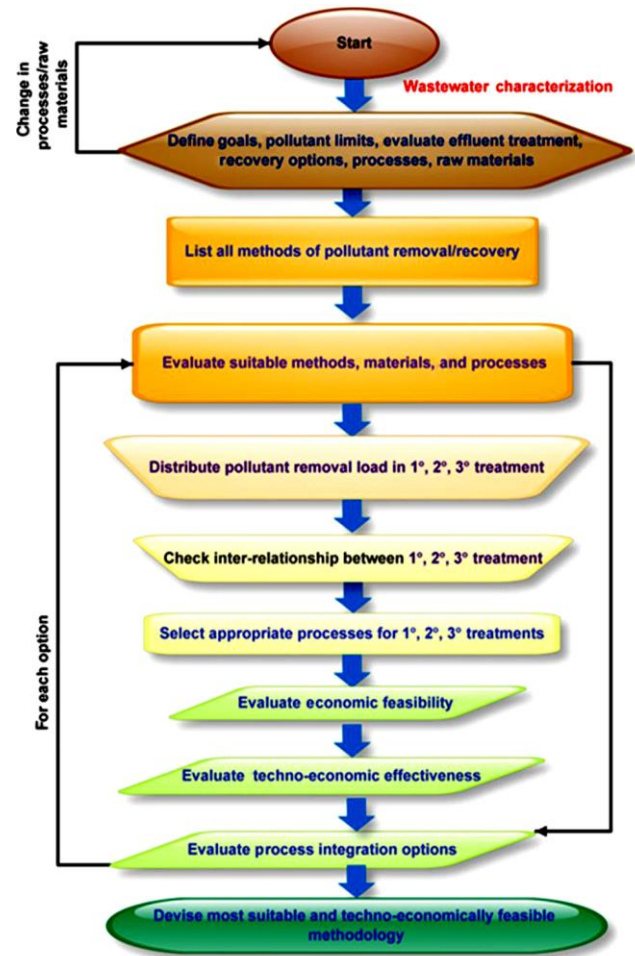 Start
Change in
processes/raw
materials
Wastewater characterization
Define goals, pollutant limits, evaluate effluent treatment,
recovery options, processes, raw materials
List all methods of pollutant removal/recovery
Evaluate suitable methods, materials, and processes
Distribute pollutant removal load in 1°, 2°, 3° treatment
Check inter-relationship between 1°, 2°, 3° treatment
Select appropriate processes for 1°, 2°, 3° treatments
For each option
Evaluate economic feasibility
Evaluate techno-economic effectiveness
Evaluate process integration options
Devise most suitable and techno-economically feasible
methodology